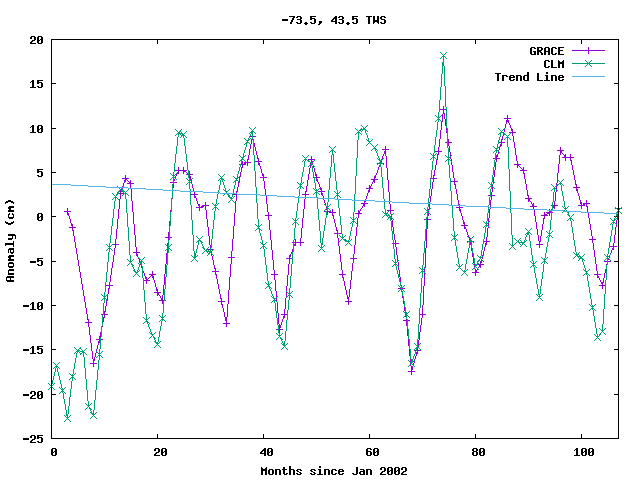 -73.5, 43.5 TWS
GRACE
CLM
Trend Line
20
15
10
5
0
-5
-10
-15
-20
-25
Anomaly (cm)
0 20 40 60 80 100
Months since Jan 2002